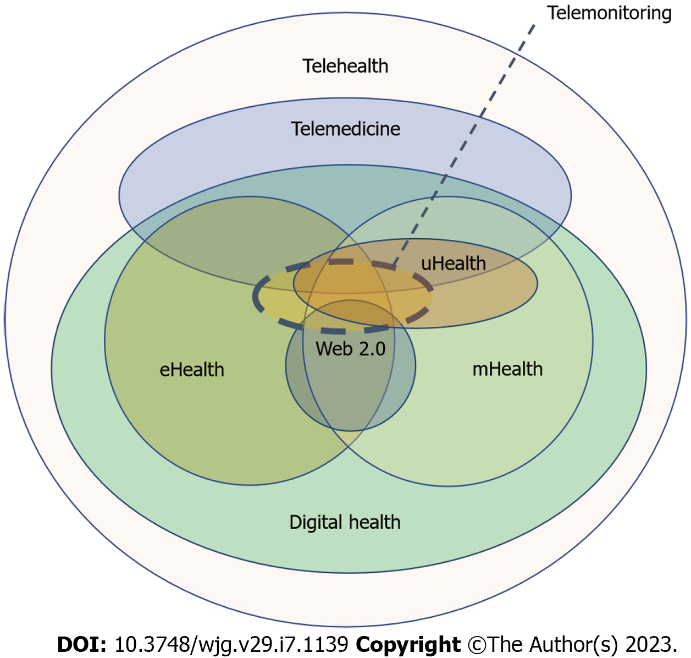 Telemonitoring
Telehealth
Telemedicine
uHealth
Web 2.0
eHealth
mHealth
Digital health
DOI: 10.3748/wjg.v29.i7.1139 Copyright ©The Author(s) 2023.